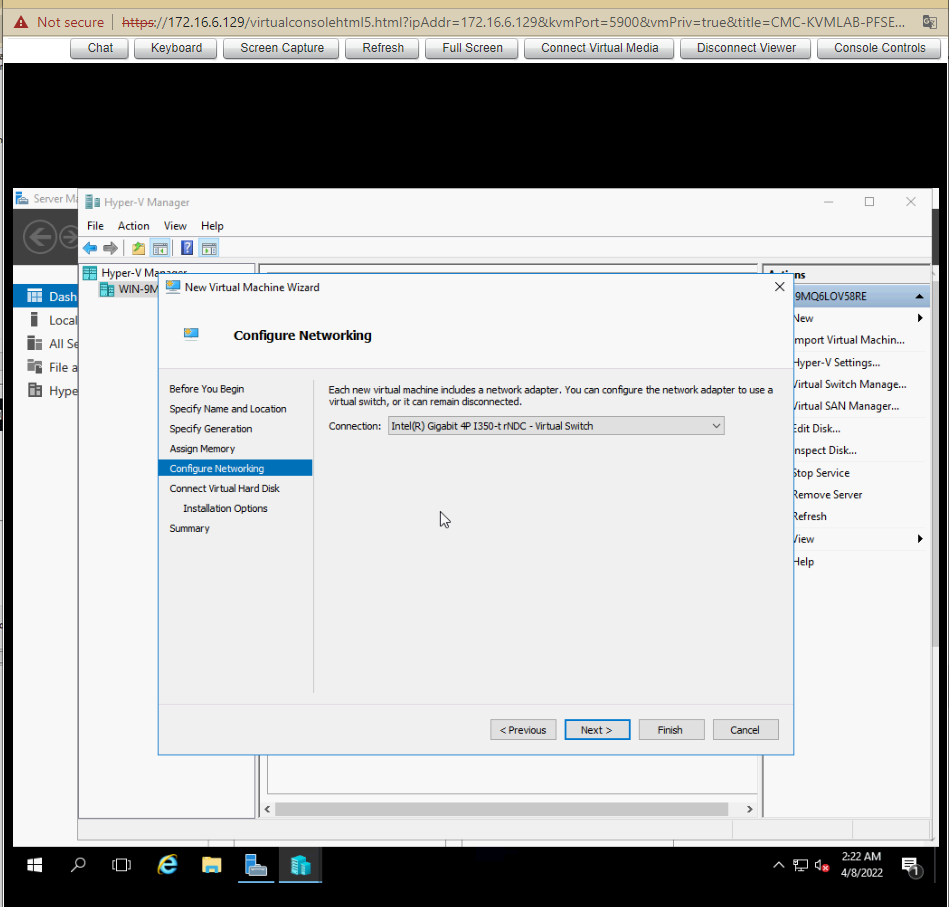 Not secure https://172.16.6.129/virtualconsolehtml5.html?ipAddr=172.16.6.129&kvmPort=5900&vmPriv=true&title=CMC-KVMLAB-PFSE...
Chat Keyboard Screen Capture Refresh Full Screen Connect Virtual Media Disconnect Viewer Console Controls
Server Ma
Hyper-V Manager
File Action View Help
Hyper-V Manager
WIN-9M
Dash
Local
All Se
File a
Hype
New Virtual Machine Wizard
Configure Networking
Before You Begin
Specify Name and Location
Specify Generation
Assign Memory
Configure Networking
Connect Virtual Hard Disk
Installation Options
Summary
Each new virtual machine includes a network adapter. You can configure the network adapter to use a
virtual switch, or it can remain disconnected.
Connection: Intel(R) Gigabit 4P I350-t rNDC - Virtual Switch
< Previous Next > Finish Cancel
Actions
9MQ6LOV58RE
New
mport Virtual Machin...
Hyper-V Settings...
Virtual Switch Manage...
Virtual SAN Manager...
Edit Disk...
nspect Disk...
Stop Service
Remove Server
Refresh
View
Help
2:22 AM
4/8/2022
1